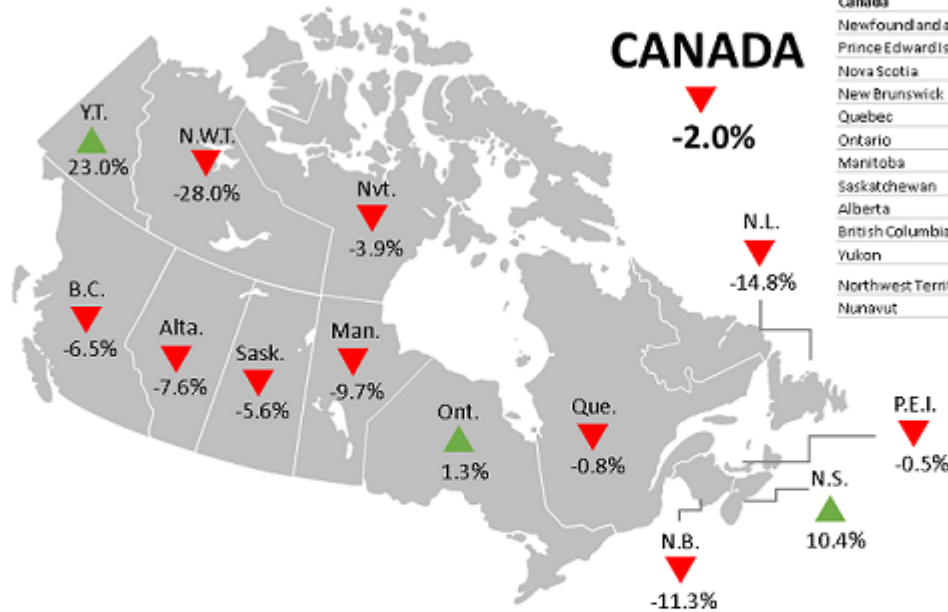 CANADA
-2.0%
Canada
Newfoundland a
Prince Edward Is
Nova Scotia
New Brunswick
Quebec
Ontario
Manitoba
Saskatchewan
Alberta
British Columbia
Yukon
Northwest Territ
Nunavut
Y.T.
23.0%
N.W.T.
-28.0%
Nvt.
-3.9%
N.L.
-14.8%
B.C.
-6.5%
Alta.
-7.6%
Sask.
-5.6%
Man.
-9.7%
Ont.
1.3%
Que.
-0.8%
P.E.I.
-0.5%
N.S.
10.4%
N.B.
-11.3%